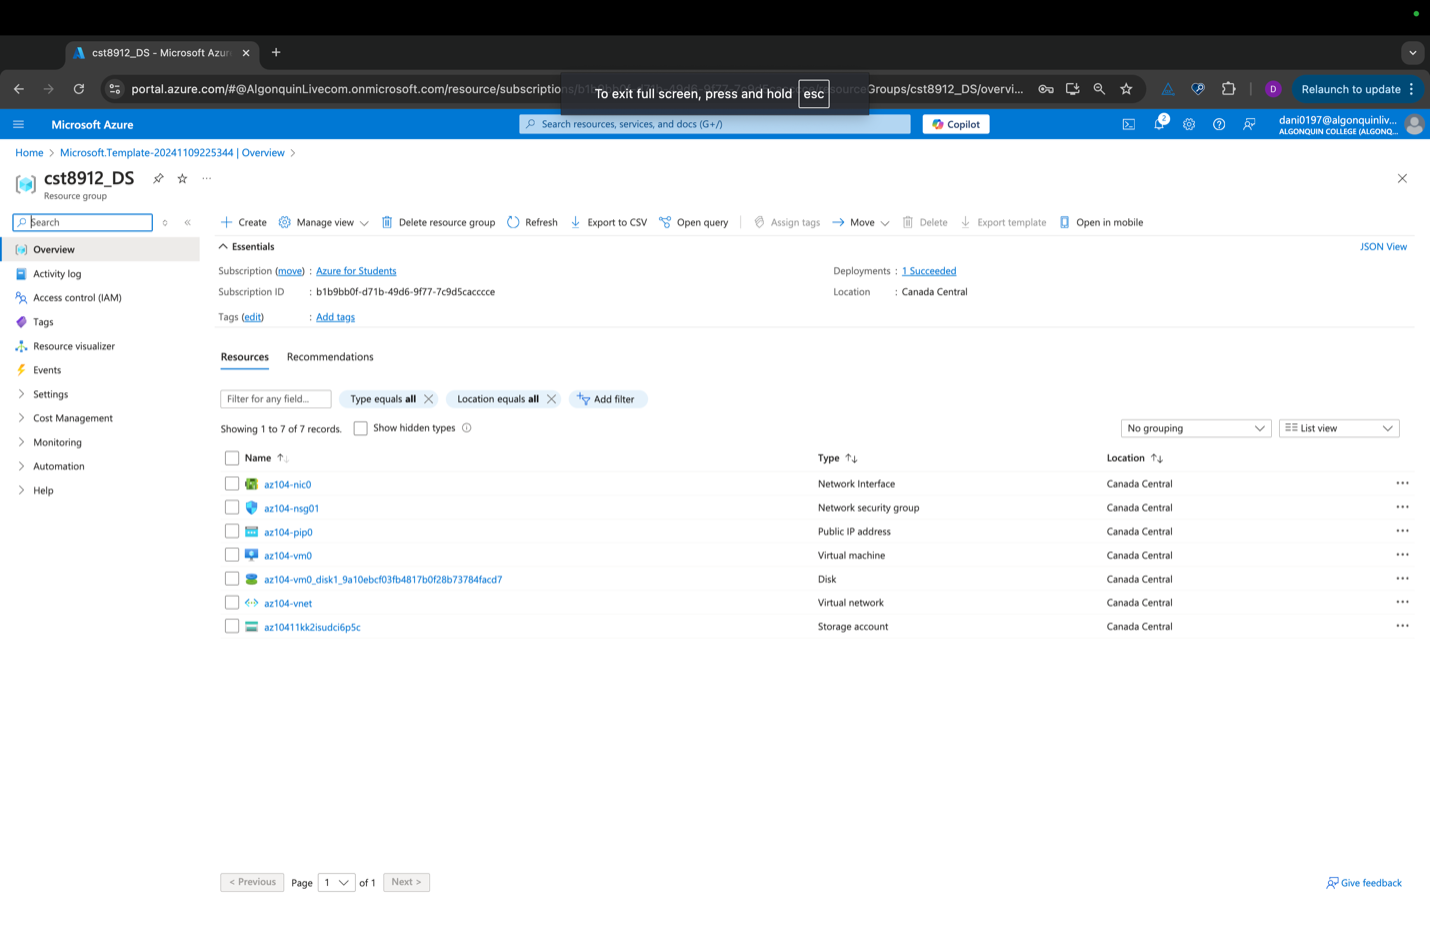 cst8912_DS - Microsoft Azur
portal.azure.com/#@AlgonquinLivecom.onmicrosoft.com/resource/subscriptions/
ourceGroups/cst8912_DS/overvi...
D
Relaunch to update
To exit full screen, press and hold esc
Microsoft Azure
Search resources, services, and docs (G+/)
Copilot
2
dani0197@algonquinliv...
ALGONQUIN COLLEGE (ALGONQ...
Home > Microsoft.Template-20241109225344 | Overview >
cst8912_DS
Resource group
Search
Create
Manage view
Delete resource group
Refresh
Export to CSV
Open query
Assign tags
Move
Delete
Export template
Open in mobile
Overview
Activity log
Access control (IAM)
Tags
Resource visualizer
Events
Settings
Cost Management
Monitoring
Automation
Help
Essentials
JSON View
Subscription (move) : Azure for Students
Deployments : 1 Succeeded
Subscription ID : b1b9bb0f-d71b-49d6-9f77-7c9d5cacccce
Location : Canada Central
Tags (edit) : Add tags
Resources
Recommendations
Filter for any field...
Type equals all
Location equals all
Add filter
Showing 1 to 7 of 7 records.
Show hidden types
No grouping
List view
Name Type Location
az104-nic0 Network Interface Canada Central
az104-nsg01 Network security group Canada Central
az104-pip0 Public IP address Canada Central
az104-vm0 Virtual machine Canada Central
az104-vm0_disk1_9a10ebcf03fb4817b0f28b73784facd7 Disk Canada Central
az104-vnet Virtual network Canada Central
az10411kk2isudci6p5c Storage account Canada Central
< Previous
Page 1 of 1
Next >
Give feedback